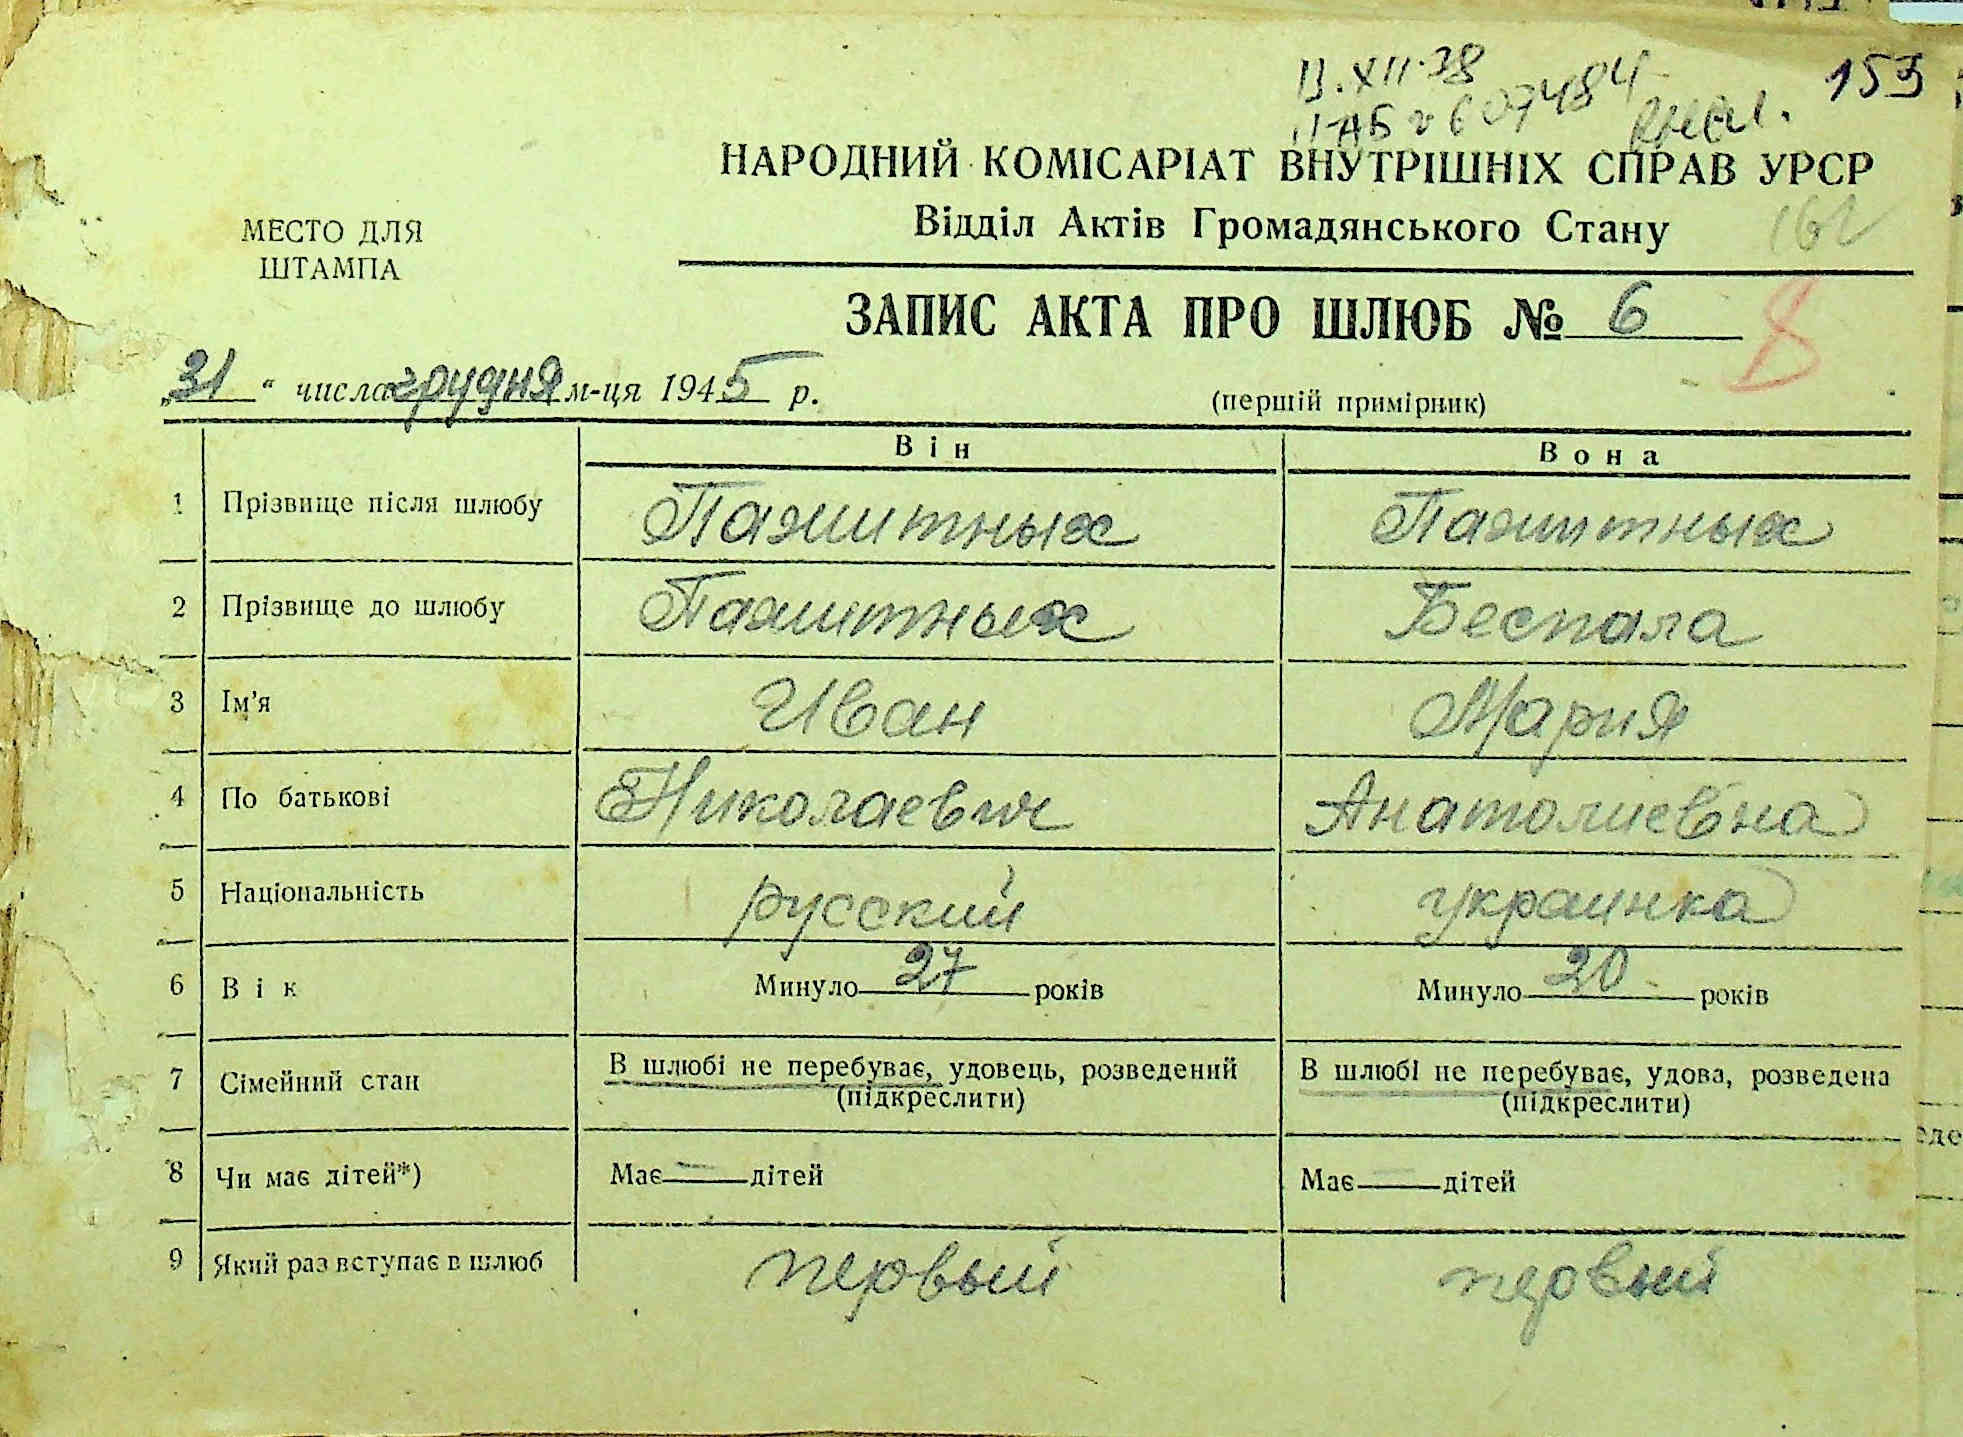 153
НАРОДНИЙ КОМІСАРІАТ ВНУТРІШНІХ СПРАВ УРСР
МЕСТО ДЛЯ
ШТАМПА
Відділ Актів Громадянського Стану
ЗАПИС АКТА ПРО ШЛЮБ № 6
8
„31“ числа грудня м-ця 1945 р.
(перший примірник)
Він Вона
1 Прізвище після шлюбу Пажитных Пажитных
2 Прізвище до шлюбу Пажитных Беспала
3 Ім'я Иван Мария
4 По батькові Николаевич Анатолиевна
5 Національність русский украинка
6 Вік Минуло 27 років Минуло 20 років
7 Сімейний стан В шлюбі не перебуває, удовець, розведений В шлюбі не перебуває, удова, розведена
(підкреслити) (підкреслити)
8 Чи має дітей*) Має — дітей Має — дітей
9 Який раз вступає в шлюб первый первый